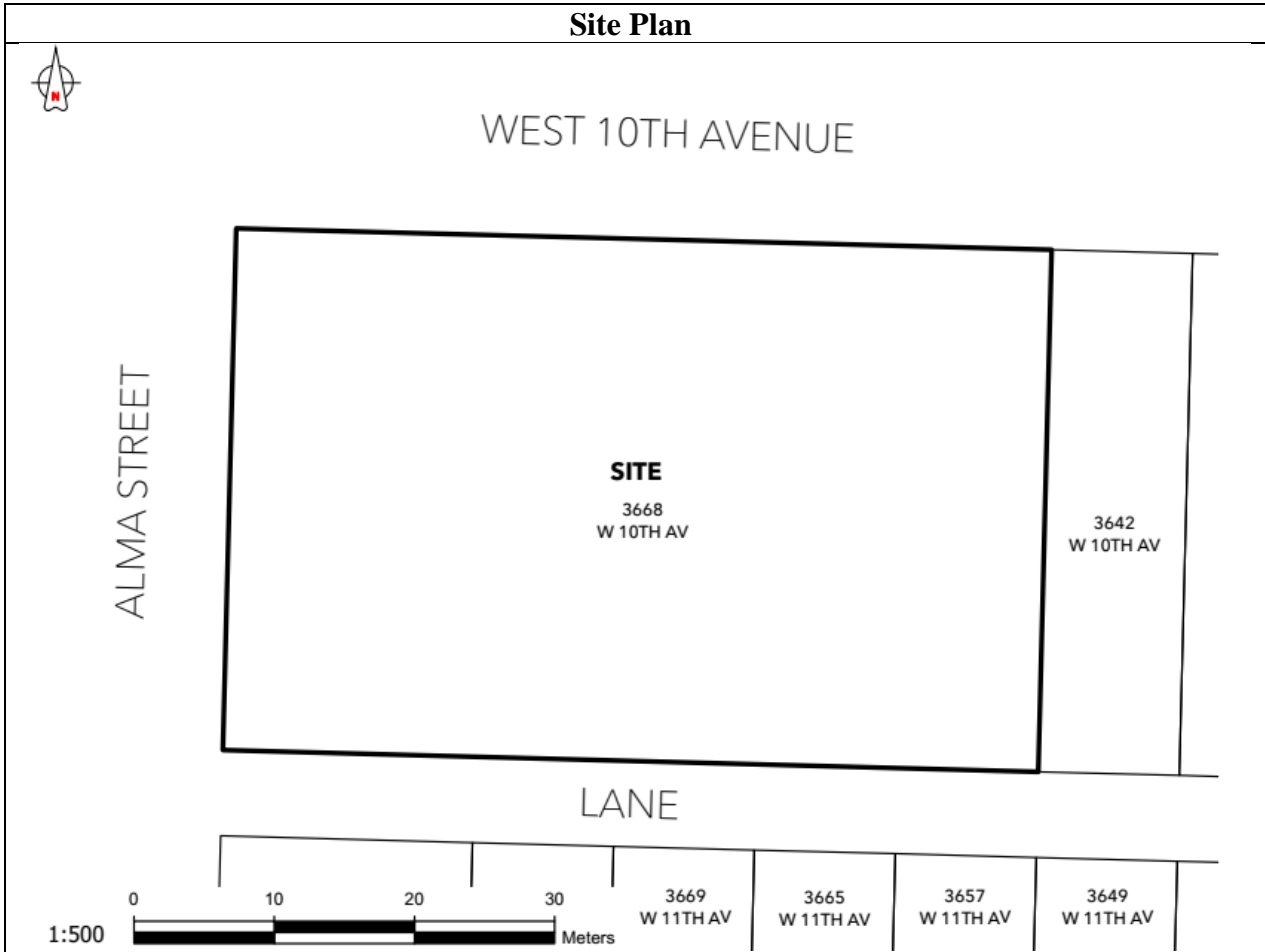 Site Plan
N
WEST 10TH AVENUE
ALMA STREET
SITE
3668
W 10TH AV
3642
W 10TH AV
LANE
0 10 20 30
1:500
Meters
3669
W 11TH AV
3665
W 11TH AV
3657
W 11TH AV
3649
W 11TH AV